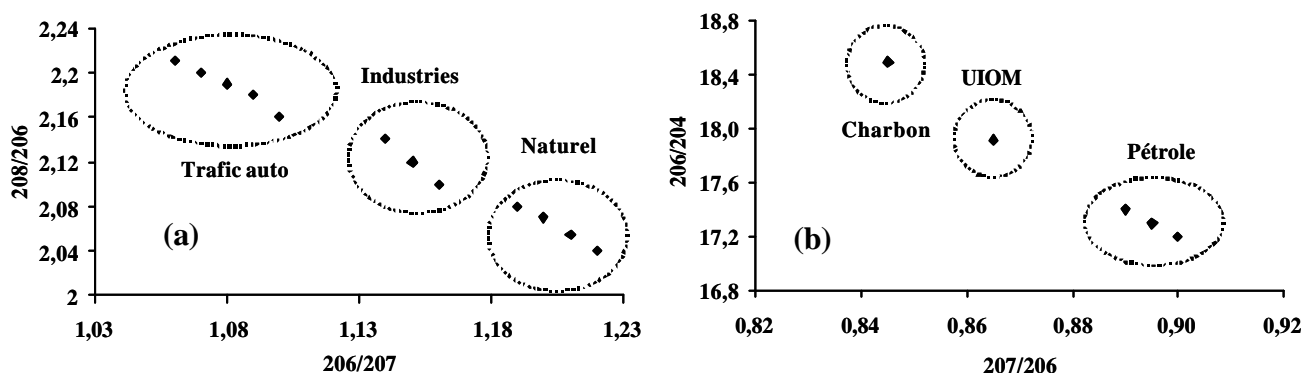 2,24
2,2
2,16
2,12
2,08
2,04
2
208/206
Industries
Trafic auto
Naturel
(a)
1,03 1,08 1,13 1,18 1,23
206/207
18,8
18,4
18,0
17,6
17,2
16,8
206/204
UIOM
Charbon
Pétrole
(b)
0,82 0,84 0,86 0,88 0,90 0,92
207/206